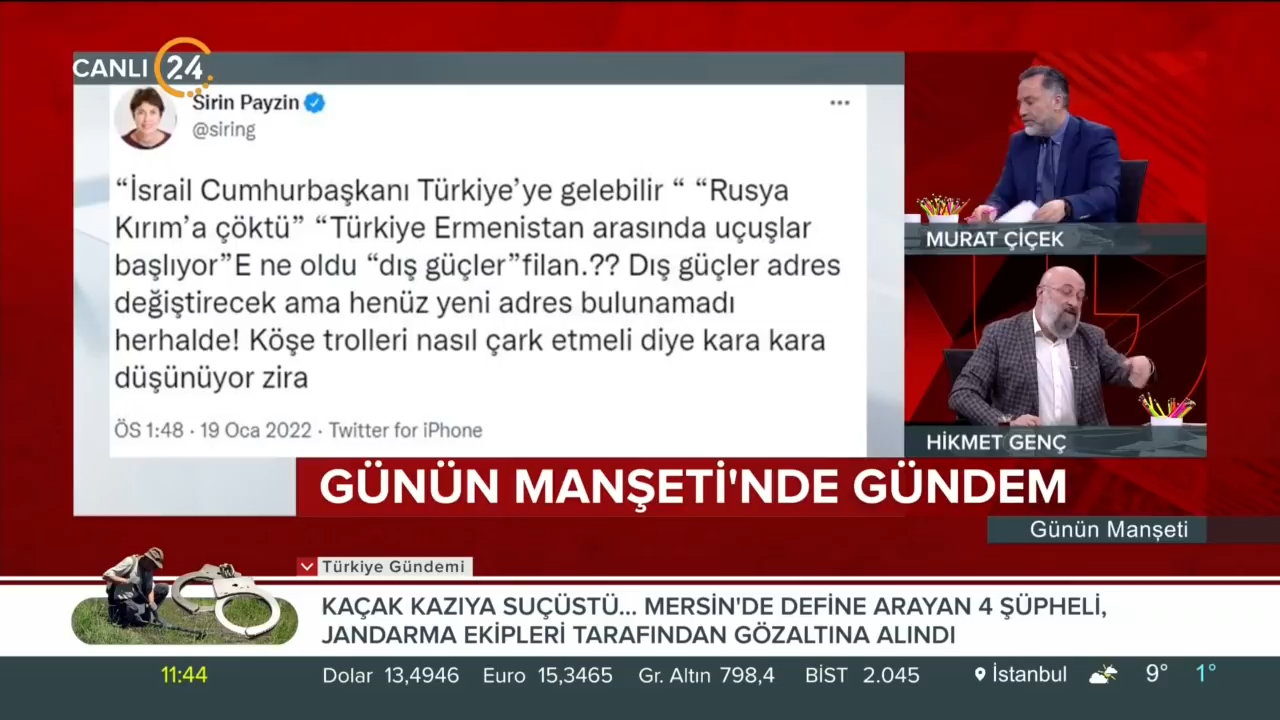 CANLI 24
Sirin Payzin
@siring
“İsrail Cumhurbaşkanı Türkiye’ye gelebilir “ “Rusya
Kırım’a çöktü” “Türkiye Ermenistan arasında uçuşlar
başlıyor”E ne oldu “dış güçler”filan.?? Dış güçler adres
değiştirecek ama henüz yeni adres bulunamadı
herhalde! Köşe trolleri nasıl çark etmeli diye kara kara
düşünüyor zira
ÖS 1:48 · 19 Oca 2022 · Twitter for iPhone
MURAT ÇİÇEK
HİKMET GENÇ
GÜNÜN MANŞETİ'NDE GÜNDEM
Günün Manşeti
Türkiye Gündemi
KAÇAK KAZIYA SUÇÜSTÜ... MERSİN'DE DEFİNE ARAYAN 4 ŞÜPHELİ,
JANDARMA EKİPLERİ TARAFINDAN GÖZALTINA ALINDI
11:44 Dolar 13,4946 Euro 15,3465 Gr. Altın 798,4 BİST 2.045 İstanbul 9° 1°